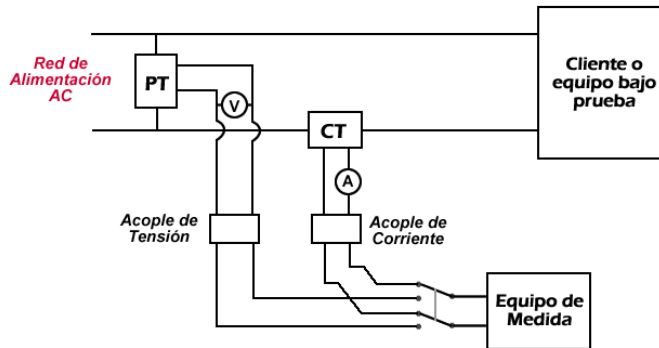 Red de
Alimentación
AC
PT
V
CT
A
Cliente o
equipo bajo
prueba
Acople de
Tensión
Acople de
Corriente
Equipo de
Medida